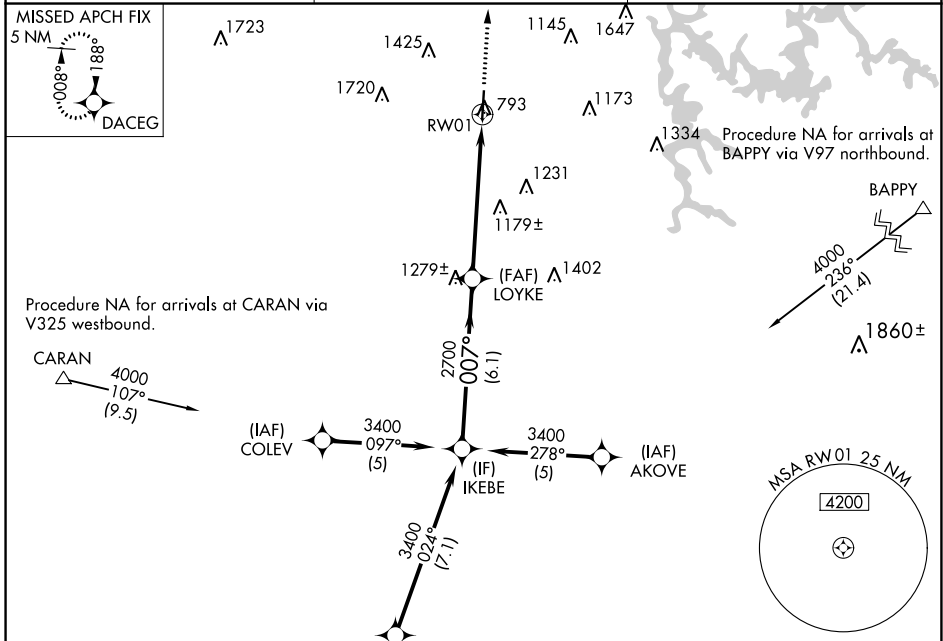 MISSED APCH FIX
5 NM
008°
188°
DACEG
1723
1425
1145
1647
1720
793
1173
RW01
1334
Procedure NA for arrivals at
BAPPY via V97 northbound.
1231
BAPPY
1179±
4000
236°
(21.4)
1279±
(FAF)
LOYKE
1402
Procedure NA for arrivals at CARAN via
V325 westbound.
1860±
CARAN
4000
107°
(9.5)
2700
007°
(6.1)
(IAF)
COLEV
3400
097°
(5)
(IF)
IKEBE
3400
278°
(5)
(IAF)
AKOVE
MSA RW01 25 NM
4200
3400
024°
(7.1)